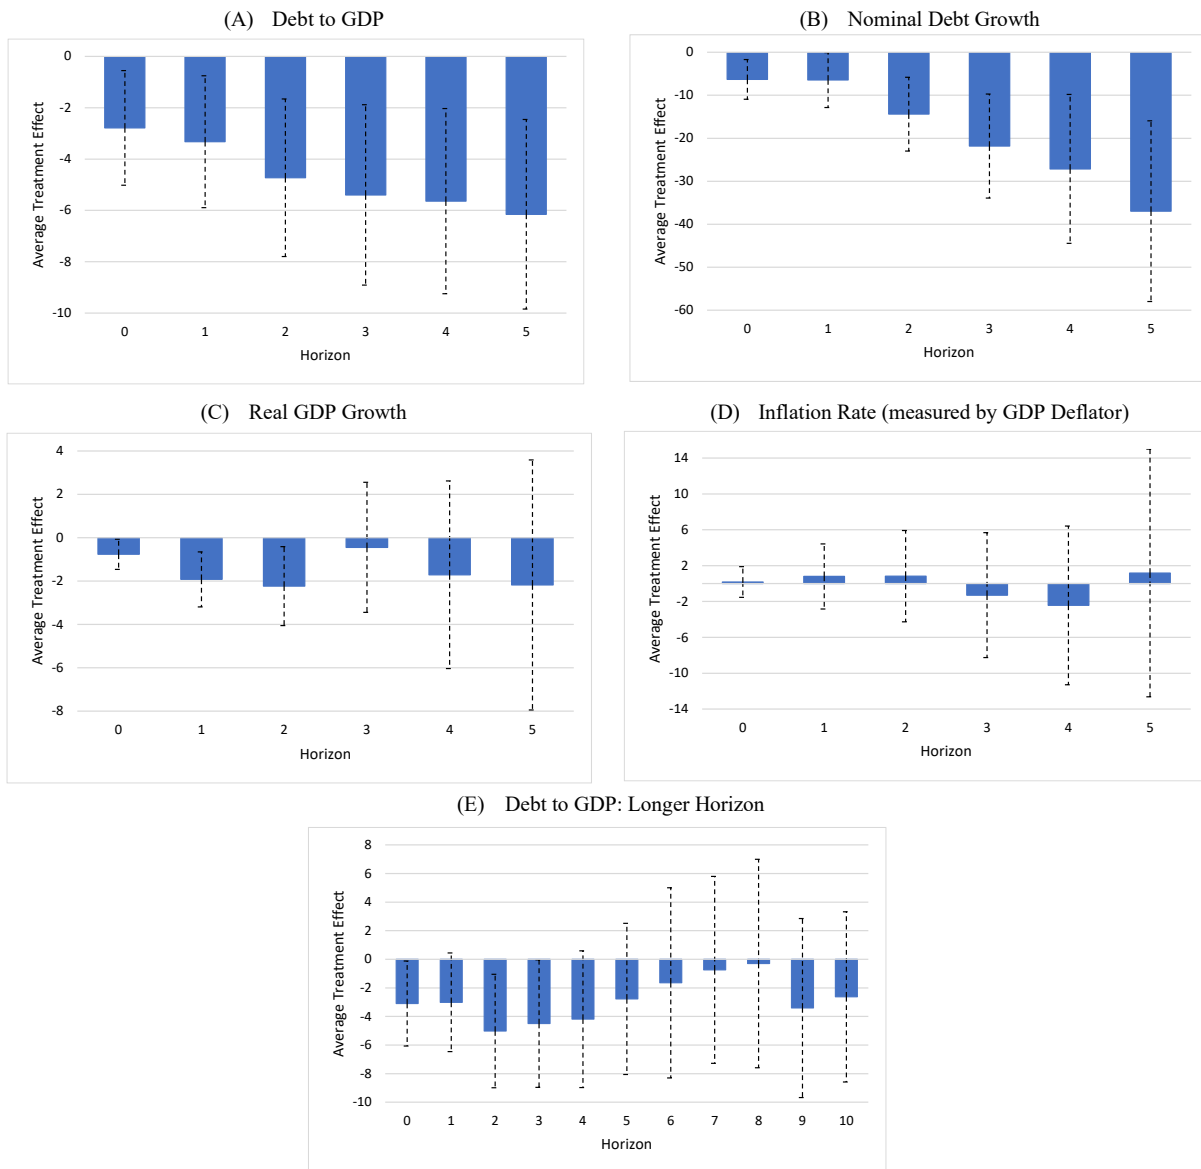 (A) Debt to GDP
0
-2
-4
-6
-8
-10
Average Treatment Effect
0 1 2 3 4 5
Horizon
(B) Nominal Debt Growth
0
-10
-20
-30
-40
-50
-60
Average Treatment Effect
0 1 2 3 4 5
Horizon
(C) Real GDP Growth
4
2
0
-2
-4
-6
-8
Average Treatment Effect
0 1 2 3 4 5
Horizon
(D) Inflation Rate (measured by GDP Deflator)
14
10
6
2
-2
-6
-10
-14
Average Treatment Effect
0 1 2 3 4 5
Horizon
(E) Debt to GDP: Longer Horizon
8
6
4
2
0
-2
-4
-6
-8
-10
Average Treatment Effect
0 1 2 3 4 5 6 7 8 9 10
Horizon